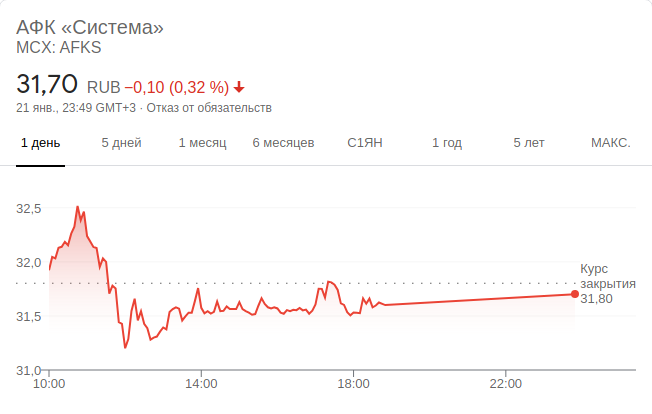 АФК «Система»
MCX: AFKS
31,70 RUB −0,10 (0,32 %)
21 янв., 23:49 GMT+3 · Отказ от обязательств
1 день 5 дней 1 месяц 6 месяцев С1ЯН 1 год 5 лет МАКС.
32,5
32,0
Курс
закрытия
31,80
31,5
31,0
10:00 14:00 18:00 22:00